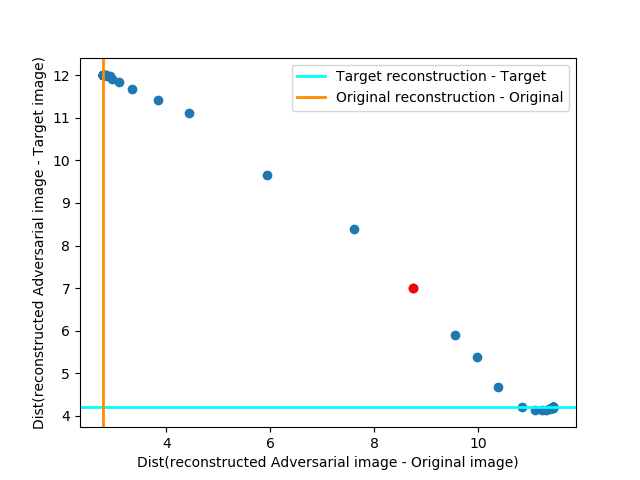 Target reconstruction - Target
Original reconstruction - Original
12
11
10
9
8
7
6
5
4
Dist(reconstructed Adversarial image - Target image)
4 6 8 10
Dist(reconstructed Adversarial image - Original image)